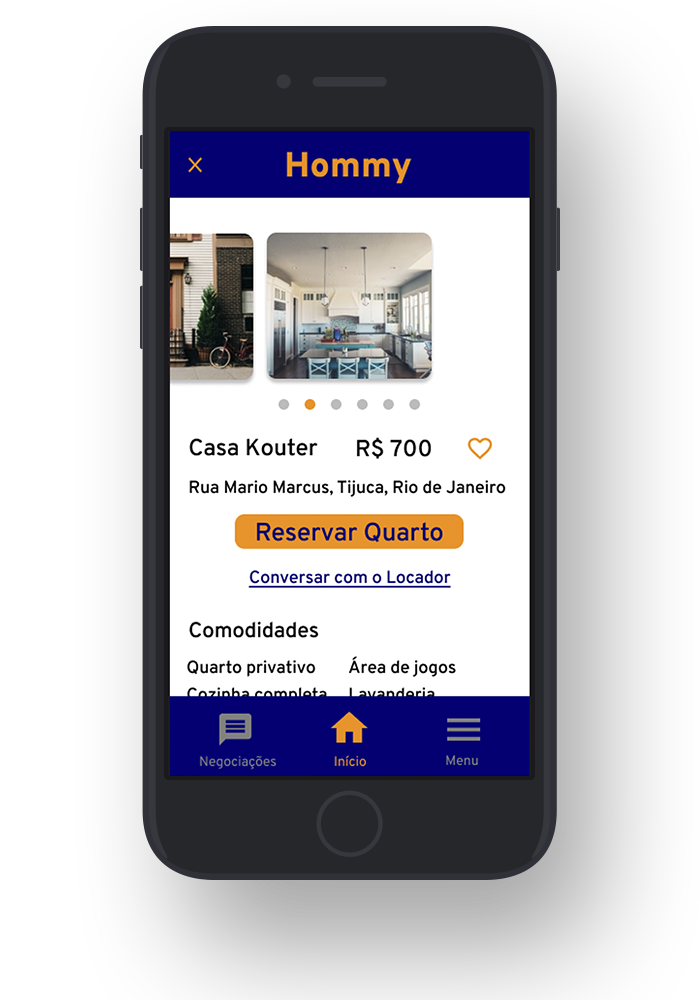 Hommy
Casa Kouter R$ 700
Rua Mario Marcus, Tijuca, Rio de Janeiro
Reservar Quarto
Conversar com o Locador
Comodidades
Quarto privativo Área de jogos
Cozinha completa Lavanderia
Negociações Início Menu